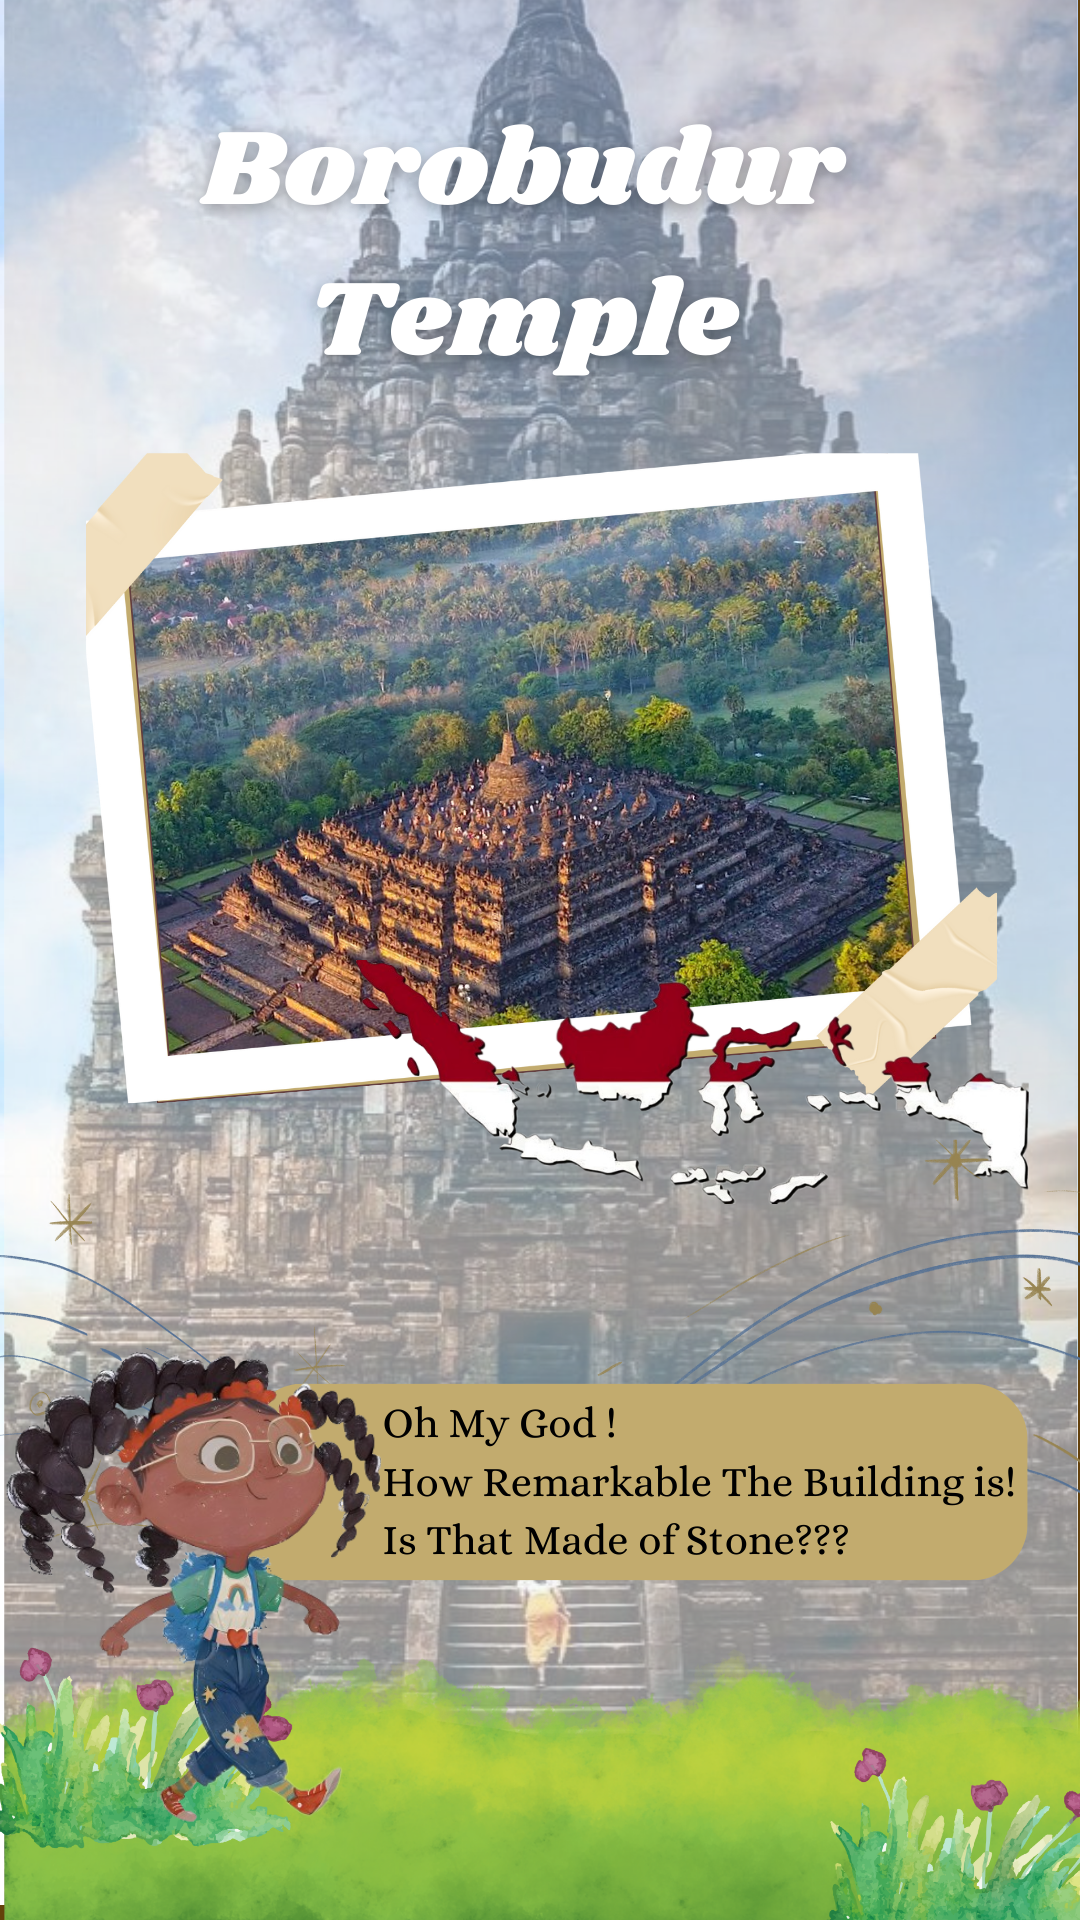 Borobudur
Temple
Oh My God !
How Remarkable The Building is!
Is That Made of Stone???